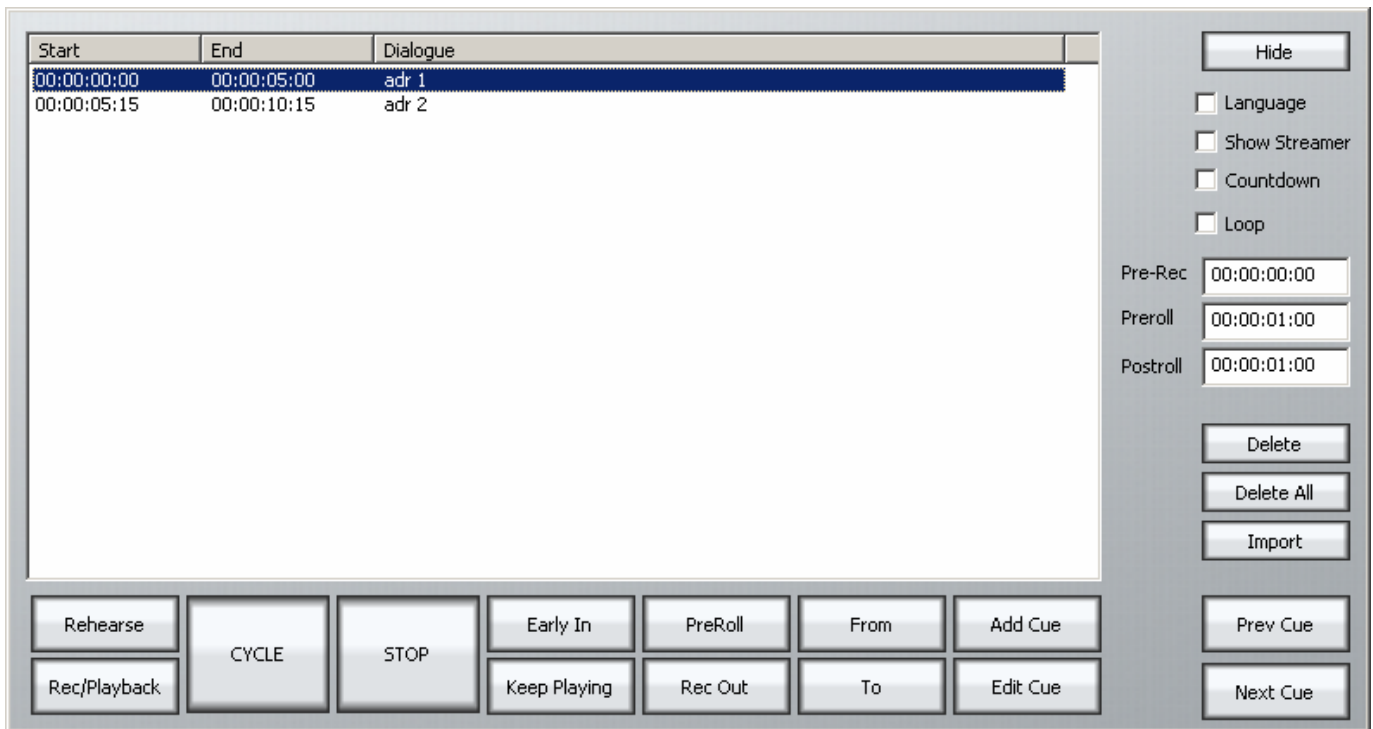 Start End Dialogue
00:00:00:00 00:00:05:00 adr 1
00:00:05:15 00:00:10:15 adr 2
Hide
Language
Show Streamer
Countdown
Loop
Pre-Rec 00:00:00:00
Preroll 00:00:01:00
Postroll 00:00:01:00
Delete
Delete All
Import
Rehearse
Rec/Playback
CYCLE
STOP
Early In
Keep Playing
PreRoll
Rec Out
From
To
Add Cue
Edit Cue
Prev Cue
Next Cue